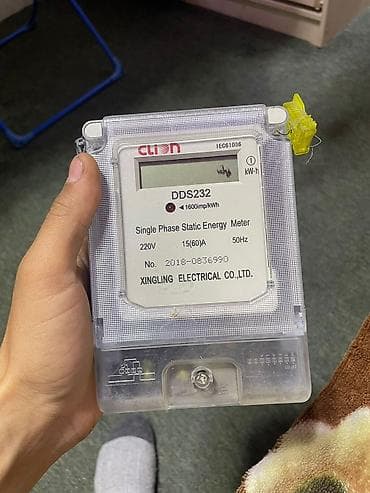 CLION
IEC61036
① kW·h
DDS232
◄1600imp/kWh
Single Phase Static Energy Meter
220V 15(60)A 50Hz
No. 2018-0836990
XINGLING ELECTRICAL CO.,LTD.